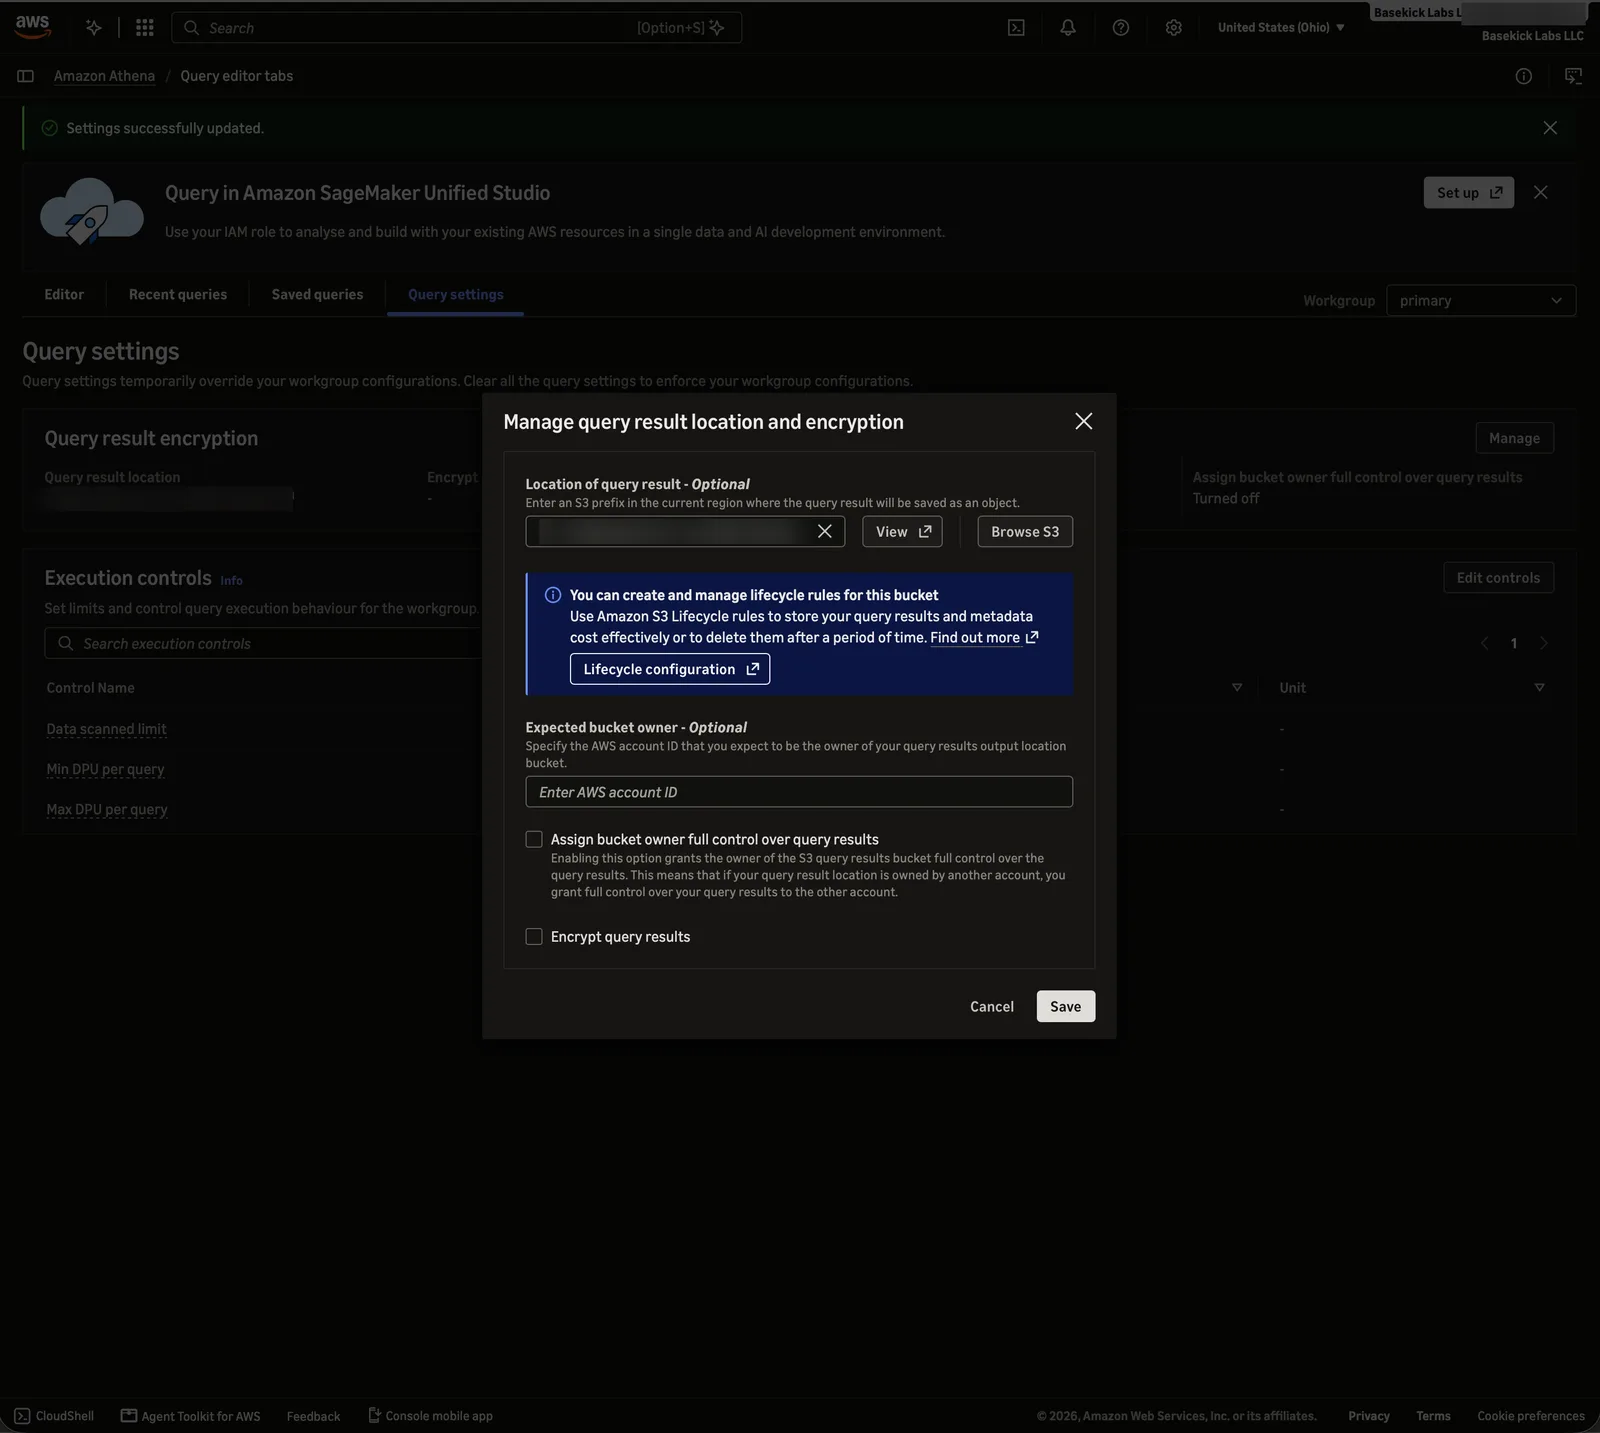 aws
Search
[Option+S]
United States (Ohio)
Basekick Labs
Basekick Labs LLC
Amazon Athena / Query editor tabs
Settings successfully updated.
Query in Amazon SageMaker Unified Studio
Set up
Use your IAM role to analyse and build with your existing AWS resources in a single data and AI development environment.
Editor
Recent queries
Saved queries
Query settings
Workgroup
primary
Query settings
Query settings temporarily override your workgroup configurations. Clear all the query settings to enforce your workgroup configurations.
Query result encryption
Manage
Query result location
Encrypt
-
Assign bucket owner full control over query results
Turned off
Execution controls Info
Edit controls
Set limits and control query execution behaviour for the workgroup.
Search execution controls
1
Control Name
Unit
Data scanned limit
-
Min DPU per query
-
Max DPU per query
-
Manage query result location and encryption
Location of query result - Optional
Enter an S3 prefix in the current region where the query result will be saved as an object.
View
Browse S3
You can create and manage lifecycle rules for this bucket
Use Amazon S3 Lifecycle rules to store your query results and metadata
cost effectively or to delete them after a period of time. Find out more
Lifecycle configuration
Expected bucket owner - Optional
Specify the AWS account ID that you expect to be the owner of your query results output location
bucket.
Enter AWS account ID
Assign bucket owner full control over query results
Enabling this option grants the owner of the S3 query results bucket full control over the
query results. This means that if your query result location is owned by another account, you
grant full control over your query results to the other account.
Encrypt query results
Cancel
Save
CloudShell
Agent Toolkit for AWS
Feedback
Console mobile app
© 2026, Amazon Web Services, Inc. or its affiliates.
Privacy
Terms
Cookie preferences